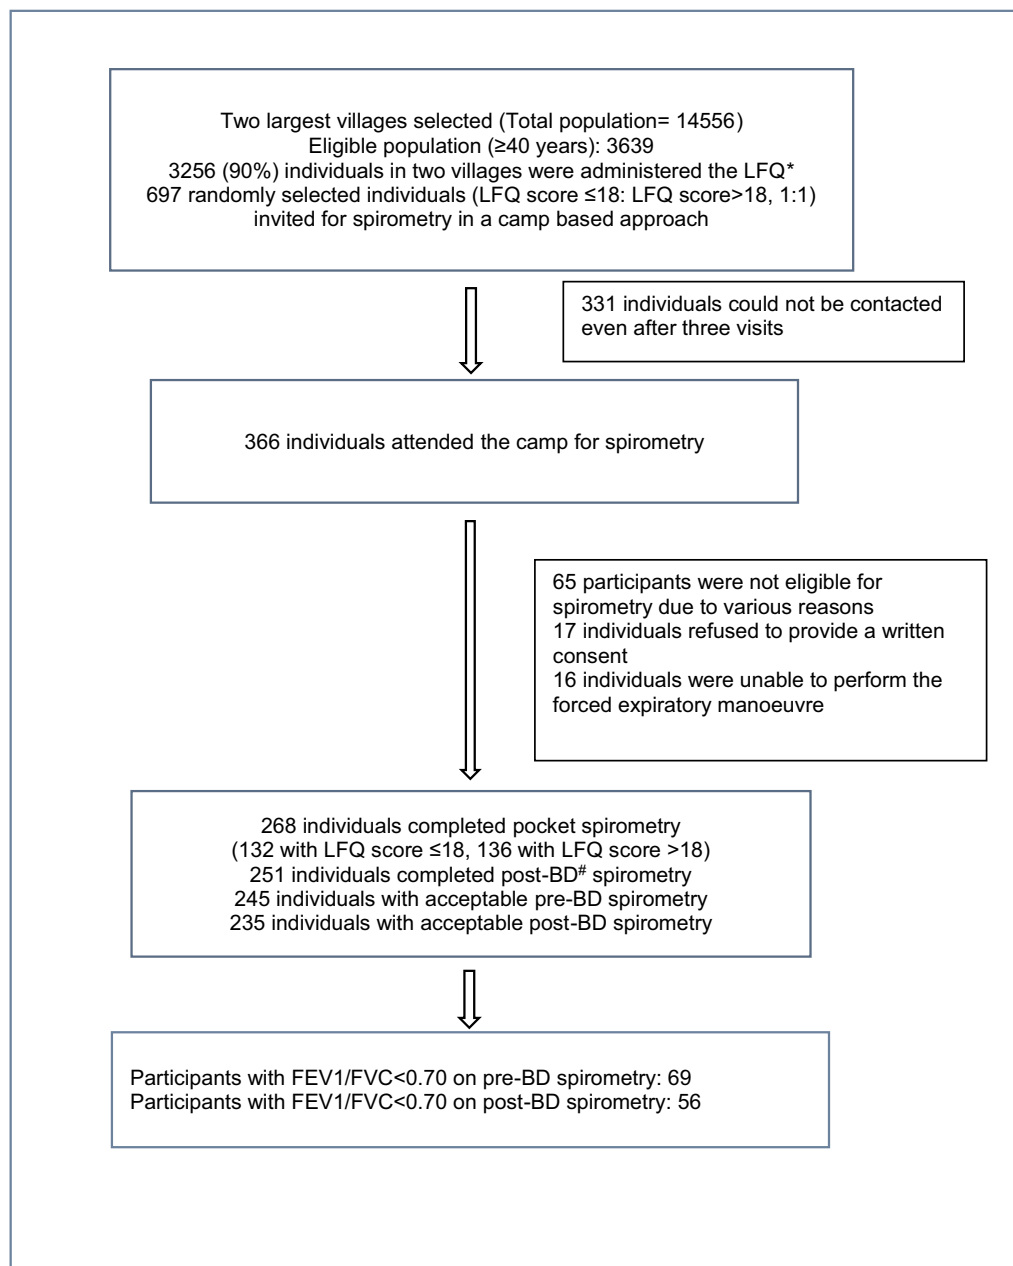 Two largest villages selected (Total population= 14556)
Eligible population (≥40 years): 3639
3256 (90%) individuals in two villages were administered the LFQ*
697 randomly selected individuals (LFQ score ≤18: LFQ score>18, 1:1)
invited for spirometry in a camp based approach
331 individuals could not be contacted
even after three visits
366 individuals attended the camp for spirometry
65 participants were not eligible for
spirometry due to various reasons
17 individuals refused to provide a written
consent
16 individuals were unable to perform the
forced expiratory manoeuvre
268 individuals completed pocket spirometry
(132 with LFQ score ≤18, 136 with LFQ score >18)
251 individuals completed post-BD# spirometry
245 individuals with acceptable pre-BD spirometry
235 individuals with acceptable post-BD spirometry
Participants with FEV1/FVC<0.70 on pre-BD spirometry: 69
Participants with FEV1/FVC<0.70 on post-BD spirometry: 56